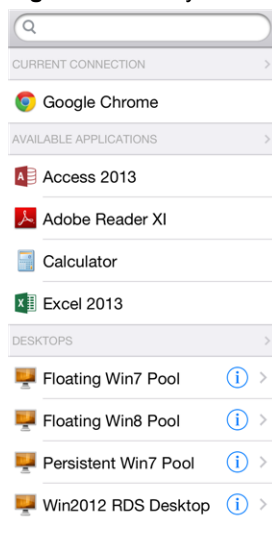 CURRENT CONNECTION
Google Chrome
AVAILABLE APPLICATIONS
Access 2013
Adobe Reader XI
Calculator
Excel 2013
DESKTOPS
Floating Win7 Pool
Floating Win8 Pool
Persistent Win7 Pool
Win2012 RDS Desktop